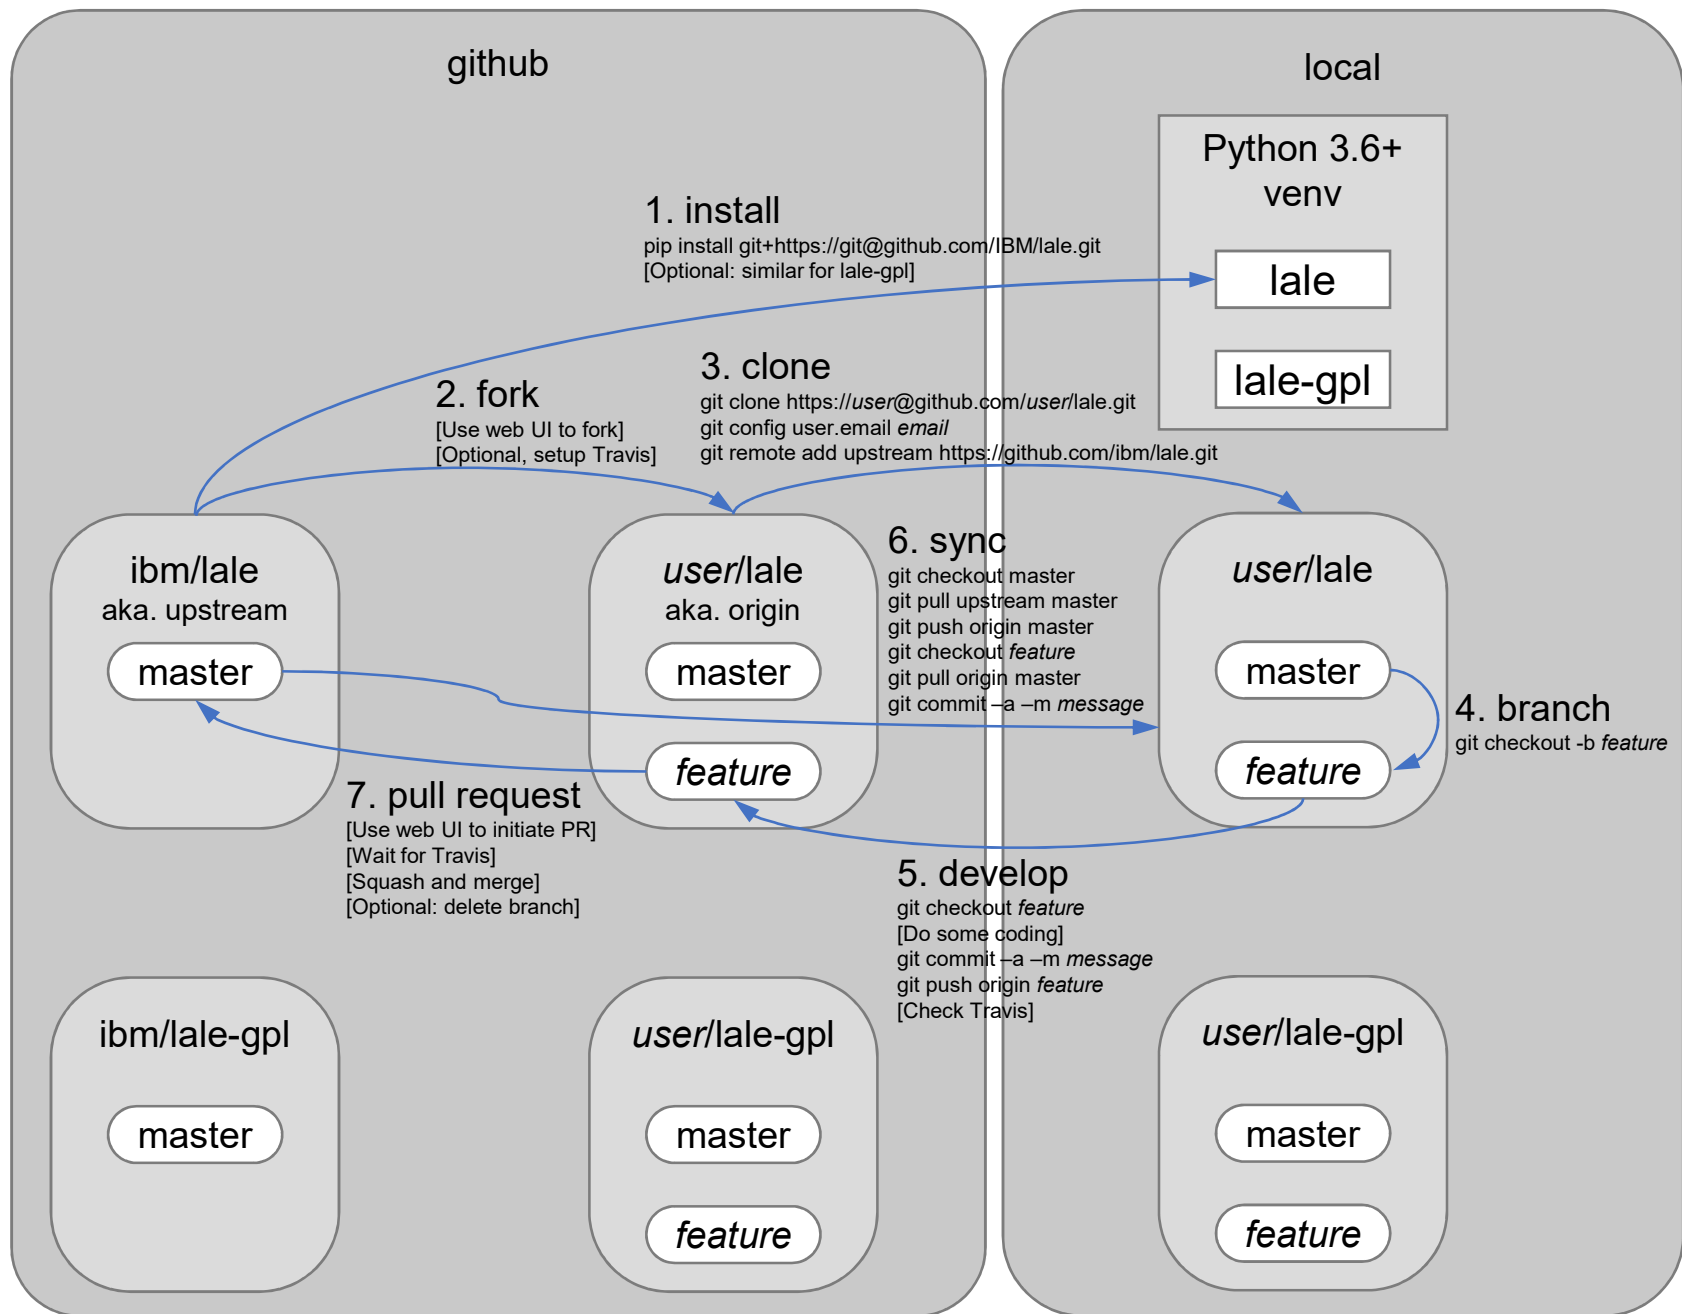 github
local
Python 3.6+
venv
lale
lale-gpl
1. install
pip install git+https://git@github.com/IBM/lale.git
[Optional: similar for lale-gpl]
2. fork
[Use web UI to fork]
[Optional, setup Travis]
3. clone
git clone https://user@github.com/user/lale.git
git config user.email email
git remote add upstream https://github.com/ibm/lale.git
ibm/lale
aka. upstream
master
user/lale
aka. origin
master
feature
6. sync
git checkout master
git pull upstream master
git push origin master
git checkout feature
git pull origin master
git commit –a –m message
user/lale
master
feature
4. branch
git checkout -b feature
7. pull request
[Use web UI to initiate PR]
[Wait for Travis]
[Squash and merge]
[Optional: delete branch]
5. develop
git checkout feature
[Do some coding]
git commit –a –m message
git push origin feature
[Check Travis]
ibm/lale-gpl
master
user/lale-gpl
master
feature
user/lale-gpl
master
feature